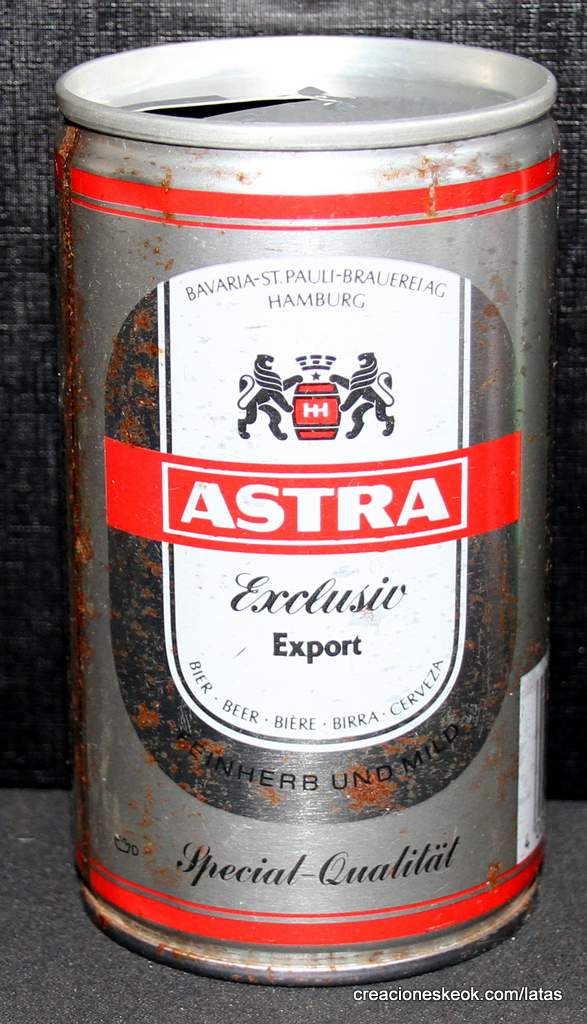 BAVARIA-ST. PAULI-BRAUEREI AG
HAMBURG
HH
ASTRA
Exclusiv
Export
BIER · BEER · BIÈRE · BIRRA · CERVEZA
FEINHERB UND MILD
Special-Qualität
creacioneskeok.com/latas